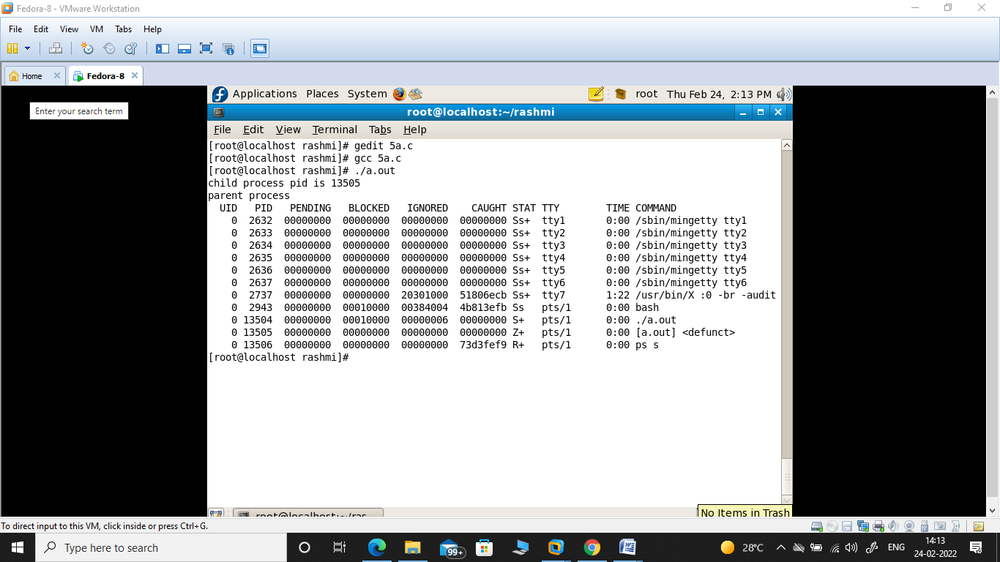 Fedora-8 - VMware Workstation
File Edit View VM Tabs Help
Home Fedora-8
Enter your search term
Applications Places System root Thu Feb 24, 2:13 PM
root@localhost:~/rashmi
File Edit View Terminal Tabs Help
[root@localhost rashmi]# gedit 5a.c
[root@localhost rashmi]# gcc 5a.c
[root@localhost rashmi]# ./a.out
child process pid is 13505
parent process
  UID   PID   PENDING   BLOCKED   IGNORED    CAUGHT STAT TTY        TIME COMMAND
    0  2632  00000000  00000000  00000000  00000000 Ss+  tty1       0:00 /sbin/mingetty tty1
    0  2633  00000000  00000000  00000000  00000000 Ss+  tty2       0:00 /sbin/mingetty tty2
    0  2634  00000000  00000000  00000000  00000000 Ss+  tty3       0:00 /sbin/mingetty tty3
    0  2635  00000000  00000000  00000000  00000000 Ss+  tty4       0:00 /sbin/mingetty tty4
    0  2636  00000000  00000000  00000000  00000000 Ss+  tty5       0:00 /sbin/mingetty tty5
    0  2637  00000000  00000000  00000000  00000000 Ss+  tty6       0:00 /sbin/mingetty tty6
    0  2737  00000000  00000000  20301000  51806ecb Ss+  tty7       1:22 /usr/bin/X :0 -br -audit
    0  2943  00000000  00010000  00384004  4b813efb Ss   pts/1      0:00 bash
    0 13504  00000000  00010000  00000006  00000000 S+   pts/1      0:00 ./a.out
    0 13505  00000000  00000000  00000000  00000000 Z+   pts/1      0:00 [a.out] <defunct>
    0 13506  00000000  00000000  00000000  73d3fef9 R+   pts/1      0:00 ps s
[root@localhost rashmi]#
root@localhost:~/ras
No Items in Trash
To direct input to this VM, click inside or press Ctrl+G.
Type here to search
99+
28°C
ENG
14:13
24-02-2022